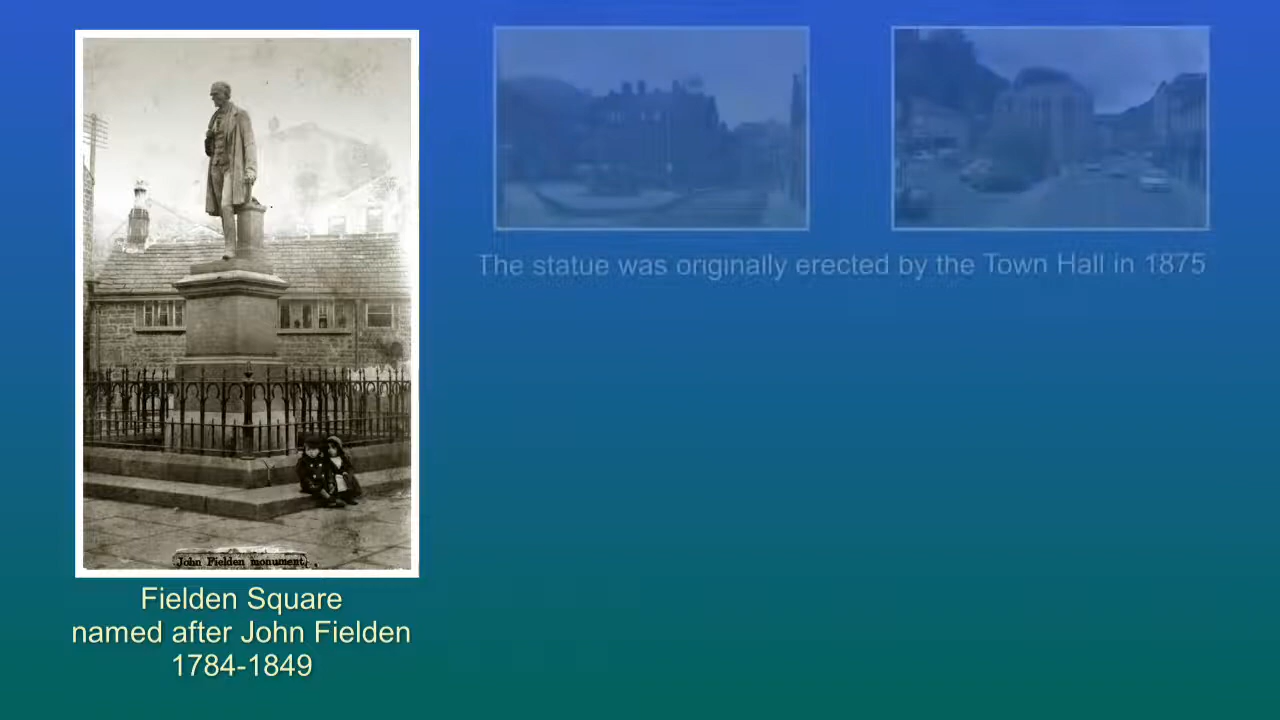 The statue was originally erected by the Town Hall in 1875
John Fielden monument.
Fielden Square
named after John Fielden
1784-1849